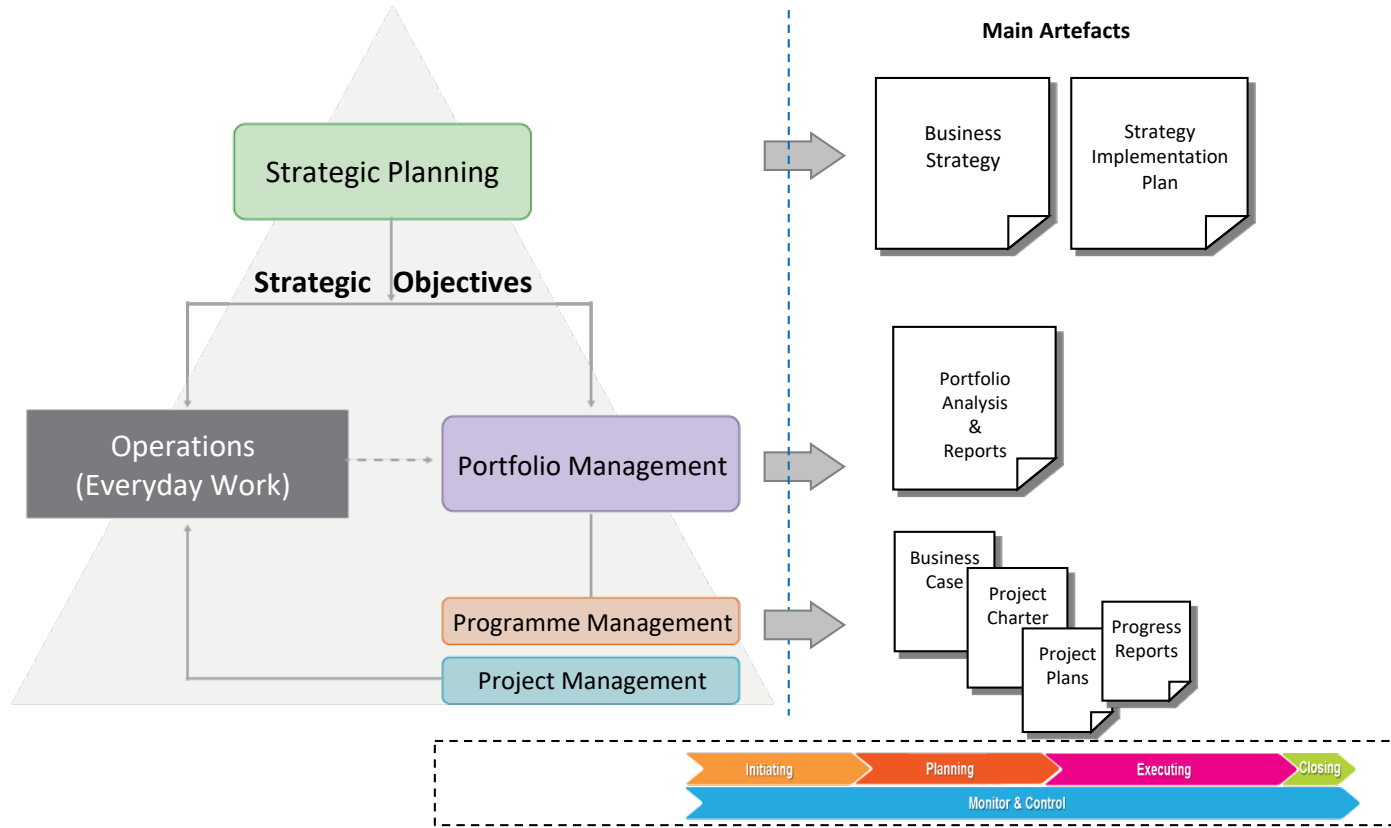 Main Artefacts
Strategic Planning
Business
Strategy
Strategy
Implementation
Plan
Strategic Objectives
Operations
(Everyday Work)
Portfolio Management
Portfolio
Analysis
&
Reports
Programme Management
Project Management
Business
Case
Project
Charter
Project
Plans
Progress
Reports
Initiating
Planning
Executing
Closing
Monitor & Control